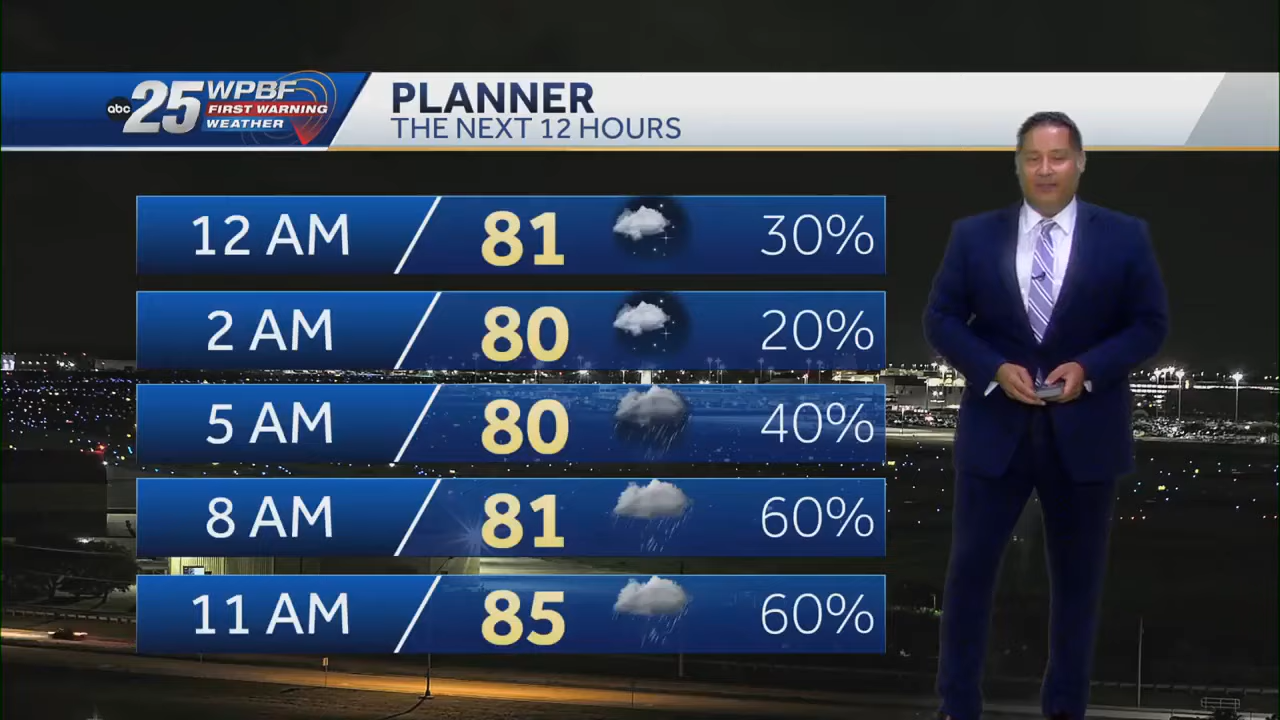 abc 25 WPBF
FIRST WARNING
WEATHER
PLANNER
THE NEXT 12 HOURS
12 AM 81 30%
2 AM 80 20%
5 AM 80 40%
8 AM 81 60%
11 AM 85 60%